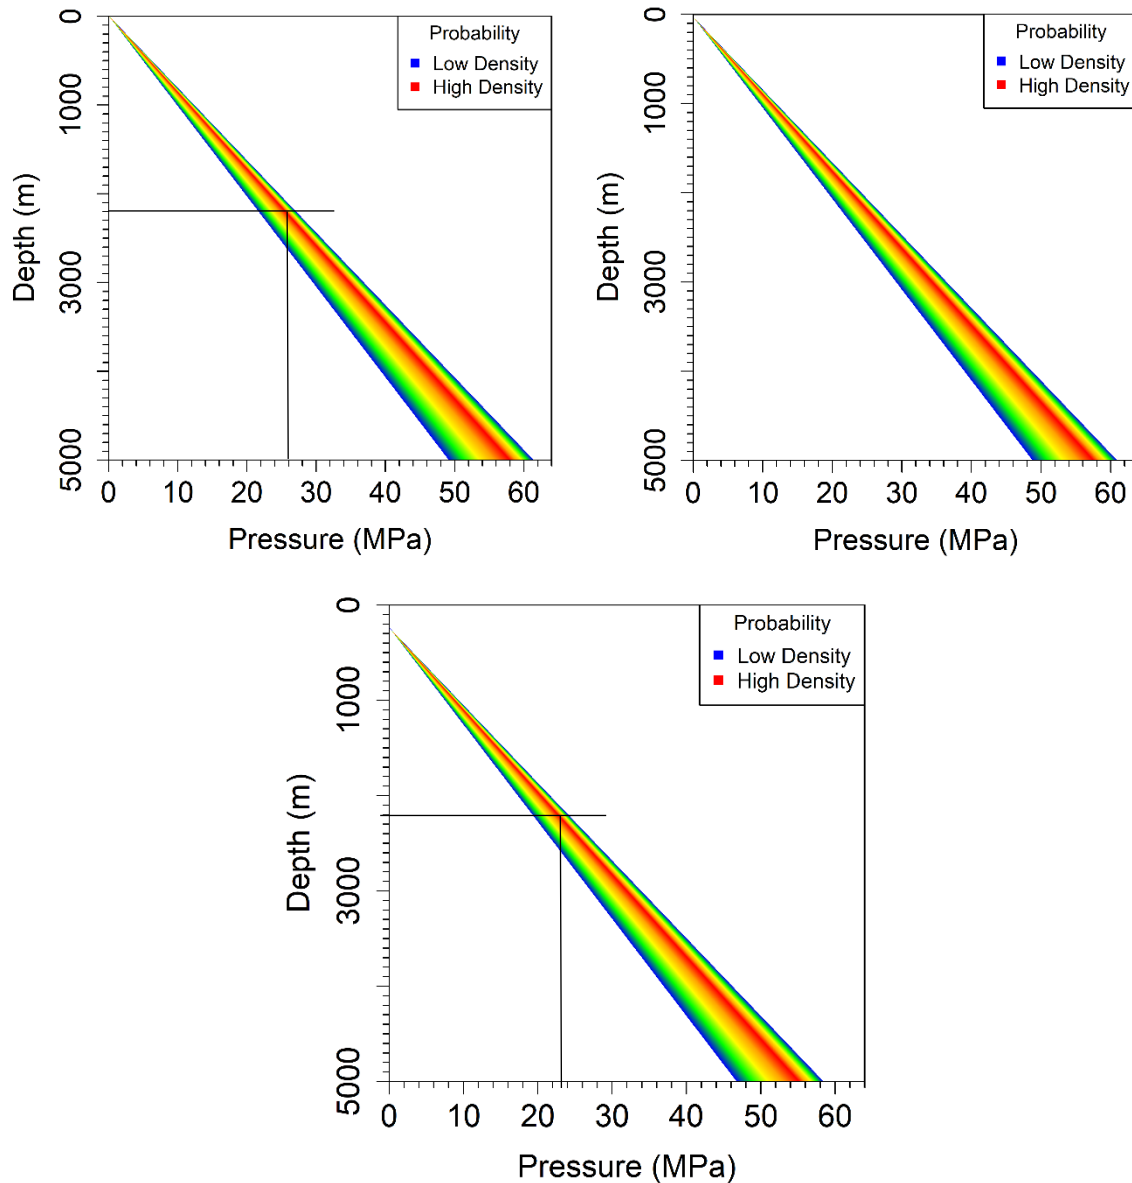 Probability
Low Density
High Density
Depth (m)
0
1000
3000
5000
0 10 20 30 40 50 60
Pressure (MPa)
Probability
Low Density
High Density
Depth (m)
0
1000
3000
5000
0 10 20 30 40 50 60
Pressure (MPa)
Probability
Low Density
High Density
Depth (m)
0
1000
3000
5000
0 10 20 30 40 50 60
Pressure (MPa)